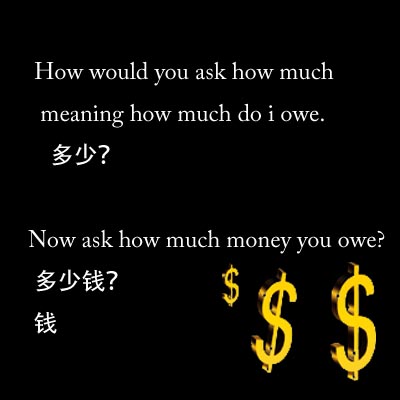 How would you ask how much
meaning how much do i owe.
多少?
Now ask how much money you owe?
多少钱?
钱
$ $ $